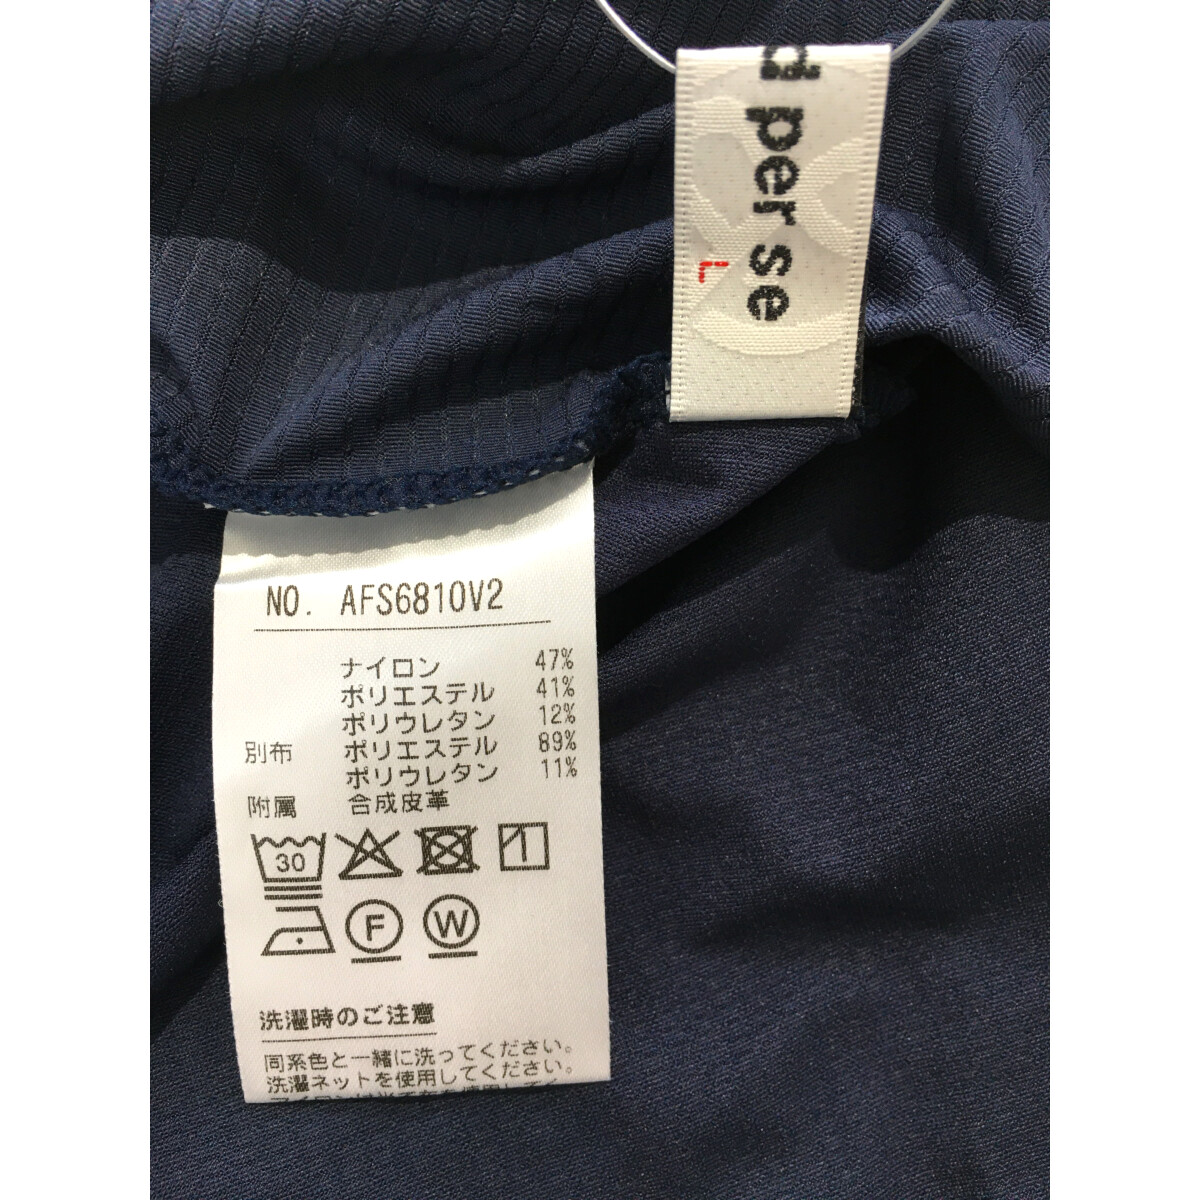 d per se
L
NO. AFS6810V2
ナイロン 47%
ポリエステル 41%
ポリウレタン 12%
別布 ポリエステル 89%
ポリウレタン 11%
附属 合成皮革
30
F W
洗濯時のご注意
同系色と一緒に洗ってください。
洗濯ネットを使用してください。